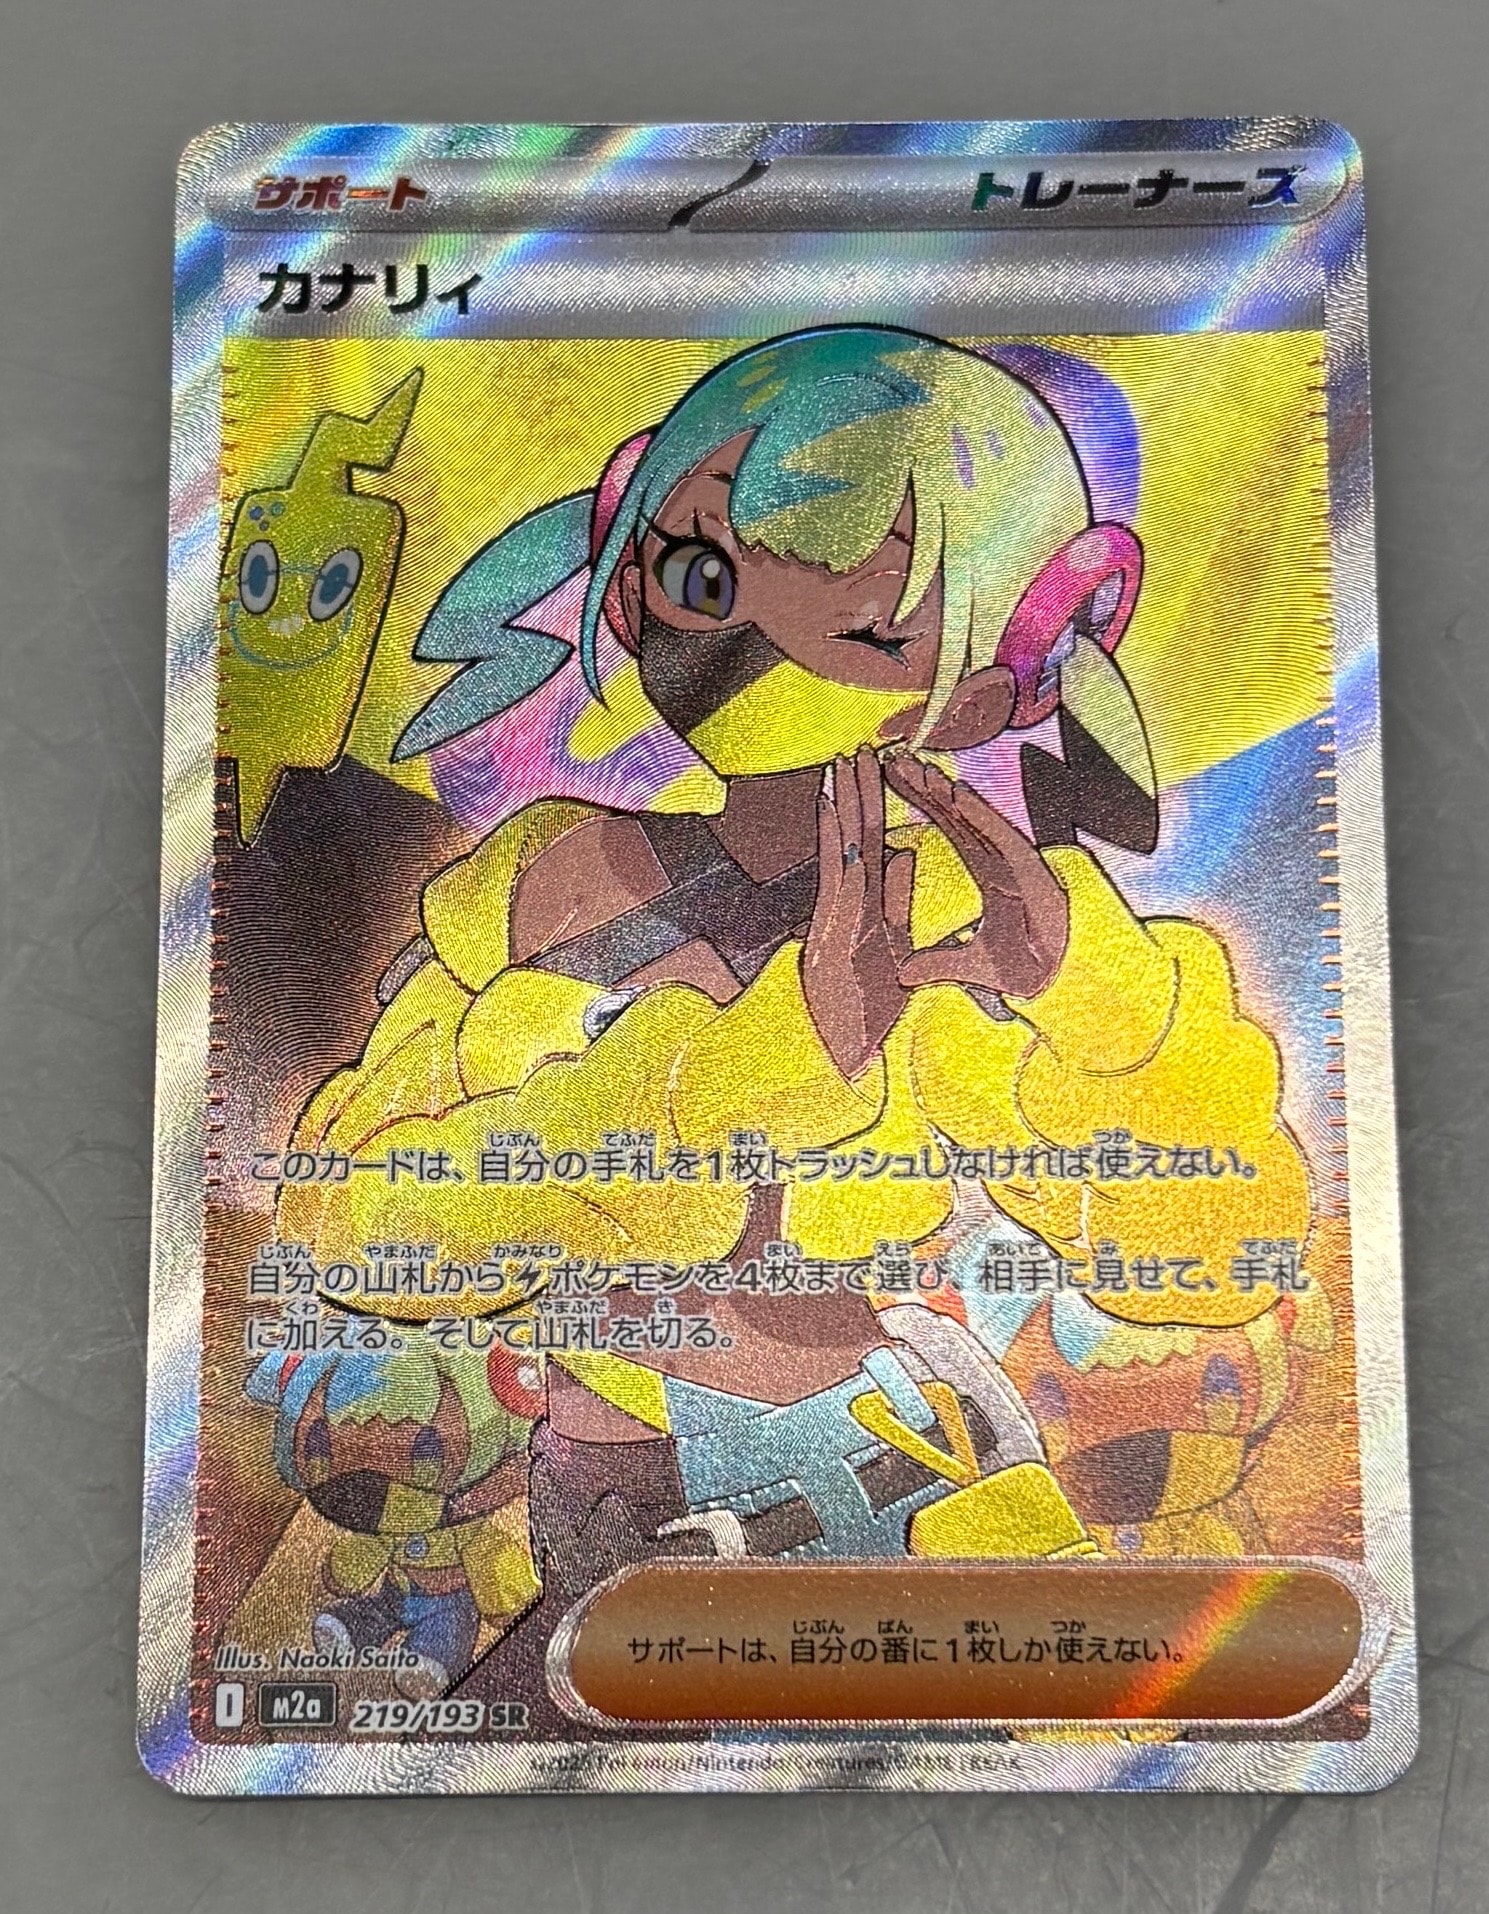 サポート
トレーナーズ
カナリィ
このカードは、自分の手札を1枚トラッシュしなければ使えない。
自分の山札からポケモンを4枚まで選び、相手に見せて、手札
に加える。そして山札を切る。
サポートは、自分の番に1枚しか使えない。
Illus. Naoki Saito
I M2a 219/193 SR
Pokémon/Nintendo/Creatures/GAME FREAK